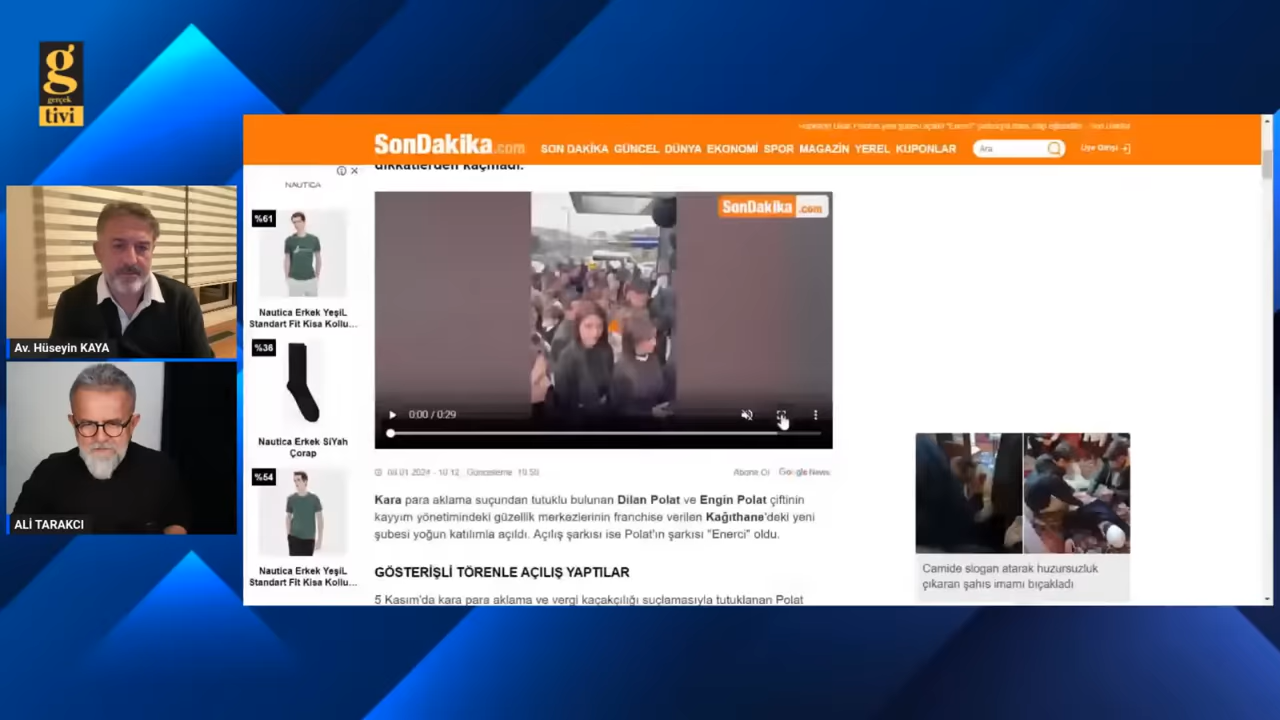 g
gerçek
tivi
SonDakika.com
SON DAKİKA GÜNCEL DÜNYA EKONOMİ SPOR MAGAZİN YEREL KUPONLAR
Ara
Üye Girişi
dikkatlerden kaçmadı.
NAUTICA
%61
Nautica Erkek YeşiL
Standart Fit Kisa Kollu...
%36
Nautica Erkek SiYah
Çorap
%54
Nautica Erkek YeşiL
Standart Fit Kisa Kollu...
SonDakika.com
0:00 / 0:29
Abone Ol Google News
Kara para aklama suçundan tutuklu bulunan Dilan Polat ve Engin Polat çiftinin
kayyım yönetimindeki güzellik merkezlerinin franchise verilen Kağıthane'deki yeni
şubesi yoğun katılımla açıldı. Açılış şarkısı ise Polat'ın şarkısı "Enerci" oldu.
GÖSTERİŞLİ TÖRENLE AÇILIŞ YAPTILAR
5 Kasım'da kara para aklama ve vergi kaçakçılığı suçlamasıyla tutuklanan Polat
Camide slogan atarak huzursuzluk
çıkaran şahıs imamı bıçakladı
Av. Hüseyin KAYA
ALİ TARAKCI